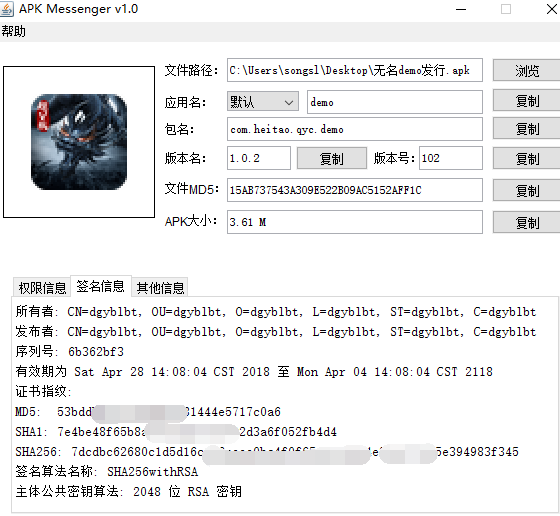 APK Messenger v1.0
帮助
文件路径: C:\Users\songsl\Desktop\无名demo发行.apk 浏览
应用名: 默认 demo 复制
包名: com.heitao.qyc.demo 复制
版本名: 1.0.2 复制 版本号: 102 复制
文件MD5: 15AB737543A309E522B09AC5152AFF1C 复制
APK大小: 3.61 M 复制
权限信息 签名信息 其他信息
所有者: CN=dgyblbt, OU=dgyblbt, O=dgyblbt, L=dgyblbt, ST=dgyblbt, C=dgyblbt
发布者: CN=dgyblbt, OU=dgyblbt, O=dgyblbt, L=dgyblbt, ST=dgyblbt, C=dgyblbt
序列号: 6b362bf3
有效期为 Sat Apr 28 14:08:04 CST 2018 至 Mon Apr 04 14:08:04 CST 2118
证书指纹:
MD5: 53bdd 31444e5717c0a6
SHA1: 7e4be48f65b8a 2d3a6f052fb4d4
SHA256: 7dcdbc62680c1d5d16c 5e394983f345
签名算法名称: SHA256withRSA
主体公共密钥算法: 2048 位 RSA 密钥